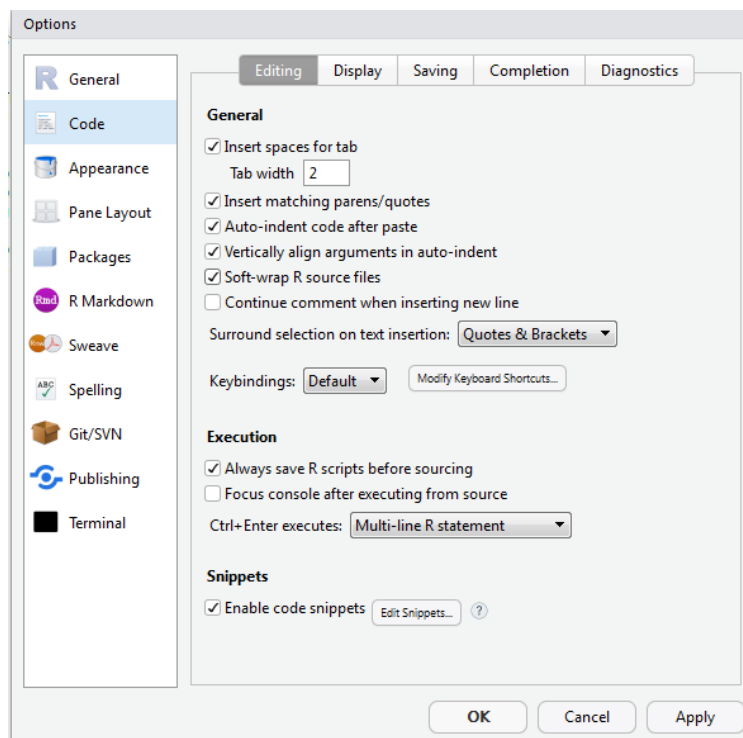 Options
General
Code
Appearance
Pane Layout
Packages
Rmd R Markdown
Sweave
ABC Spelling
Git/SVN
Publishing
Terminal
Editing Display Saving Completion Diagnostics
General
Insert spaces for tab
Tab width 2
Insert matching parens/quotes
Auto-indent code after paste
Vertically align arguments in auto-indent
Soft-wrap R source files
Continue comment when inserting new line
Surround selection on text insertion: Quotes & Brackets
Keybindings: Default Modify Keyboard Shortcuts...
Execution
Always save R scripts before sourcing
Focus console after executing from source
Ctrl+Enter executes: Multi-line R statement
Snippets
Enable code snippets Edit Snippets... ?
OK Cancel Apply